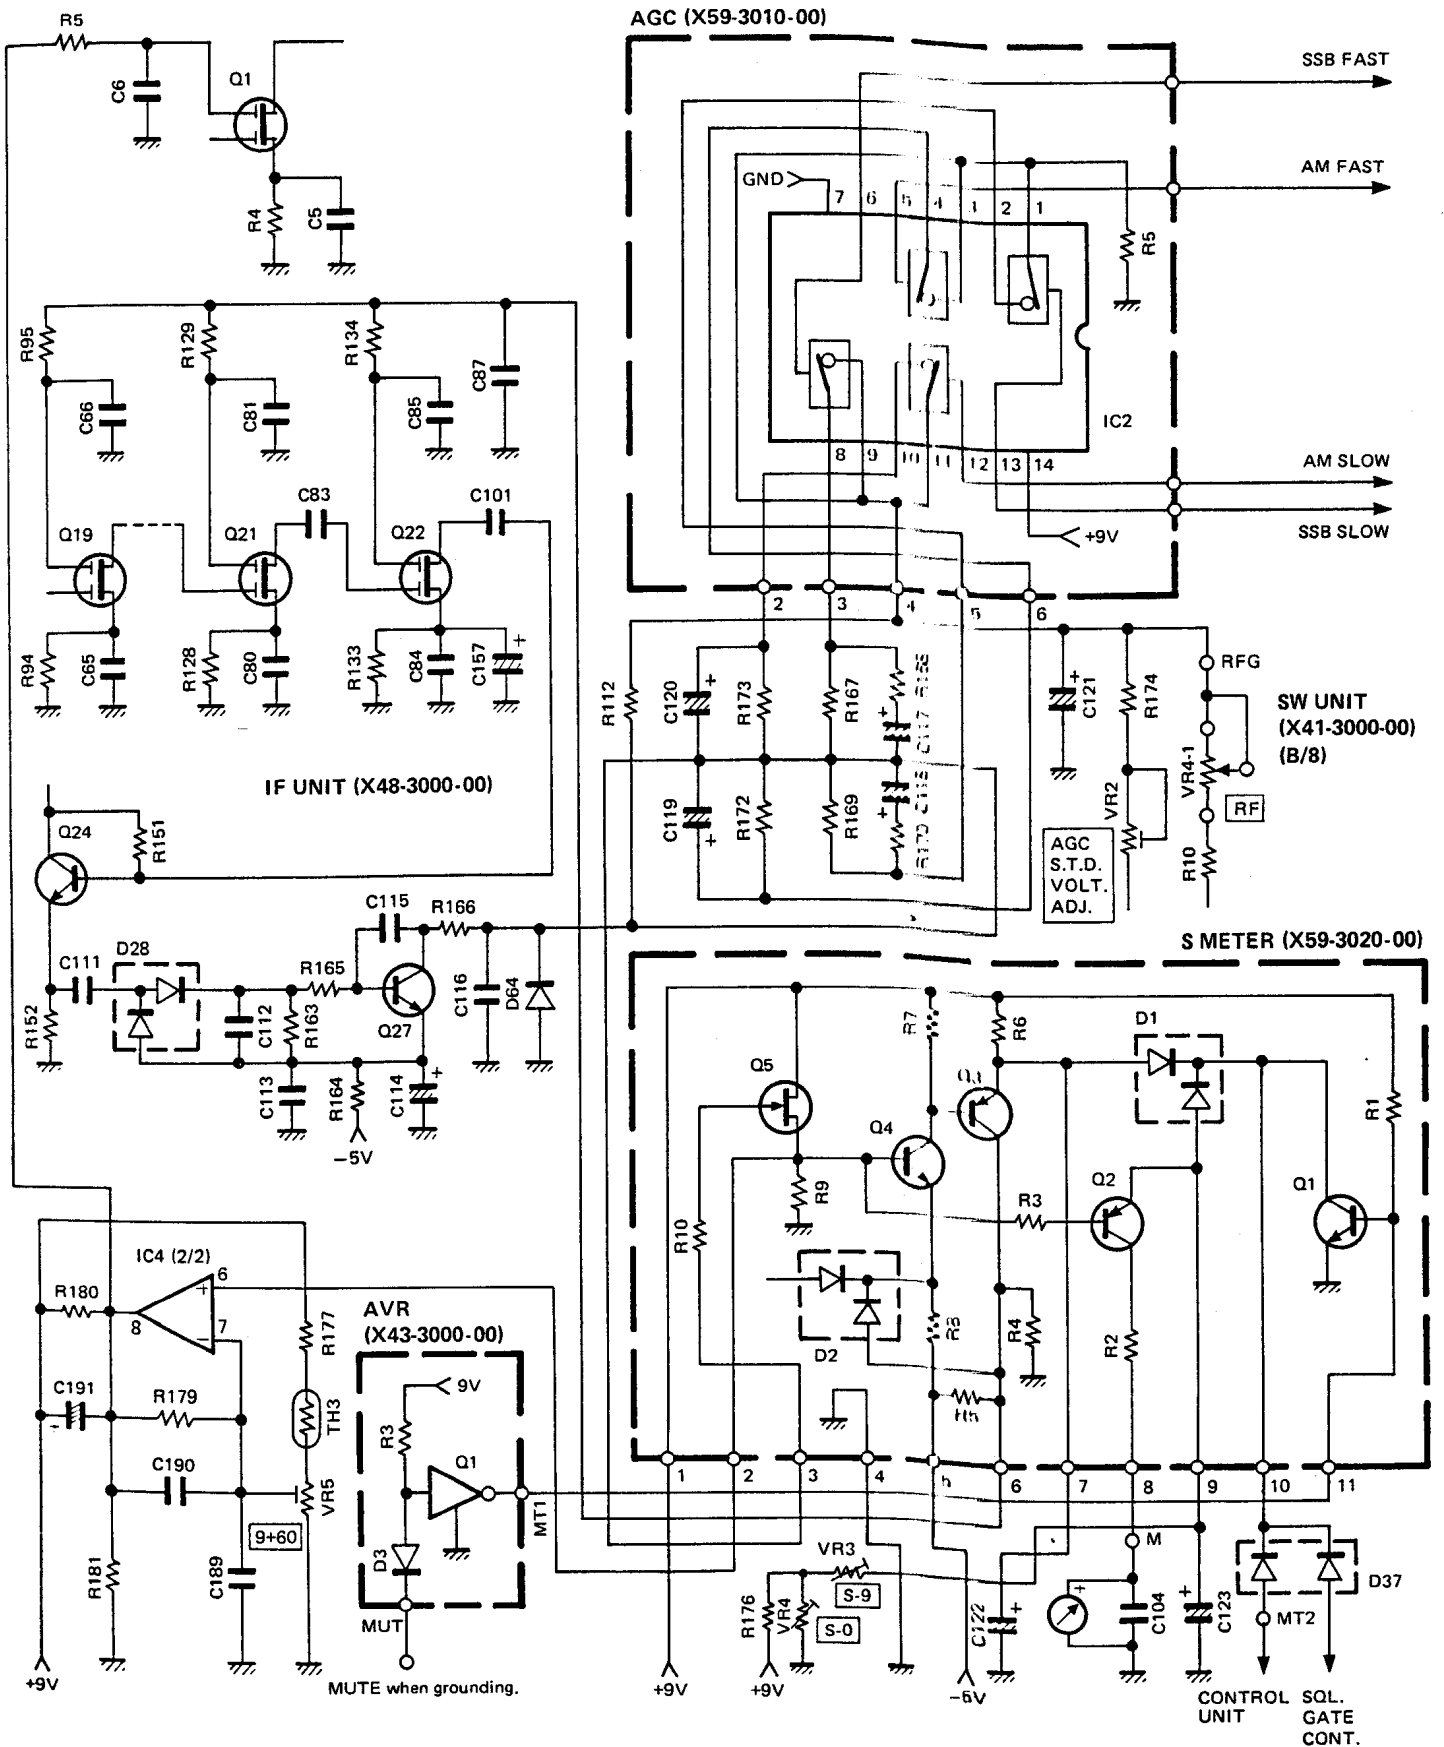 AGC (X59-3010-00)
R5
C6
Q1
R4
C5
SSB FAST
AM FAST
GND
7 6 5 4 3 2 1
R5
IC2
8 9 10 11 12 13 14
+9V
AM SLOW
SSB SLOW
2 3 4 5 6
R95
C66
R129
C81
R134
C85
C87
Q19
Q21
C83
Q22
C101
R94
C65
R128
C80
R133
C84
C157
+
IF UNIT (X48-3000-00)
R112
C120
+
R173
R167
C119
+
R172
R169
+
+
C121
+
R174
RFG
SW UNIT
(X41-3000-00)
(B/8)
VR4-1
RF
VR2
R10
AGC
S.T.D.
VOLT.
ADJ.
Q24
R151
C111
D28
R152
C112
R163
R165
C115
R166
Q27
C116
D64
C113
R164
C114
+
−5V
S METER (X59-3020-00)
R7
R6
D1
Q5
Q4
R1
Q2
Q1
R3
R9
R10
D2
R8
R4
R2
1 2 3 4 5 6 7 8 9 10 11
IC4 (2/2)
6
+
7
−
8
R180
R177
C191
+
R179
TH3
C190
VR5
9+60
R181
C189
+9V
AVR
(X43-3000-00)
9V
R3
Q1
D3
MT1
MUT
MUTE when grounding.
VR3
S-9
R176
VR4
S-0
+9V
+9V
C122
+
M
+
C104
C123
+
D37
MT2
CONTROL
UNIT
SQL.
GATE
CONT.